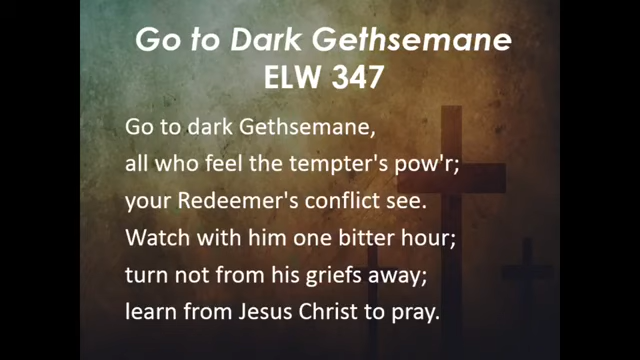 Go to Dark Gethsemane
ELW 347
Go to dark Gethsemane,
all who feel the tempter's pow'r;
your Redeemer's conflict see.
Watch with him one bitter hour;
turn not from his griefs away;
learn from Jesus Christ to pray.